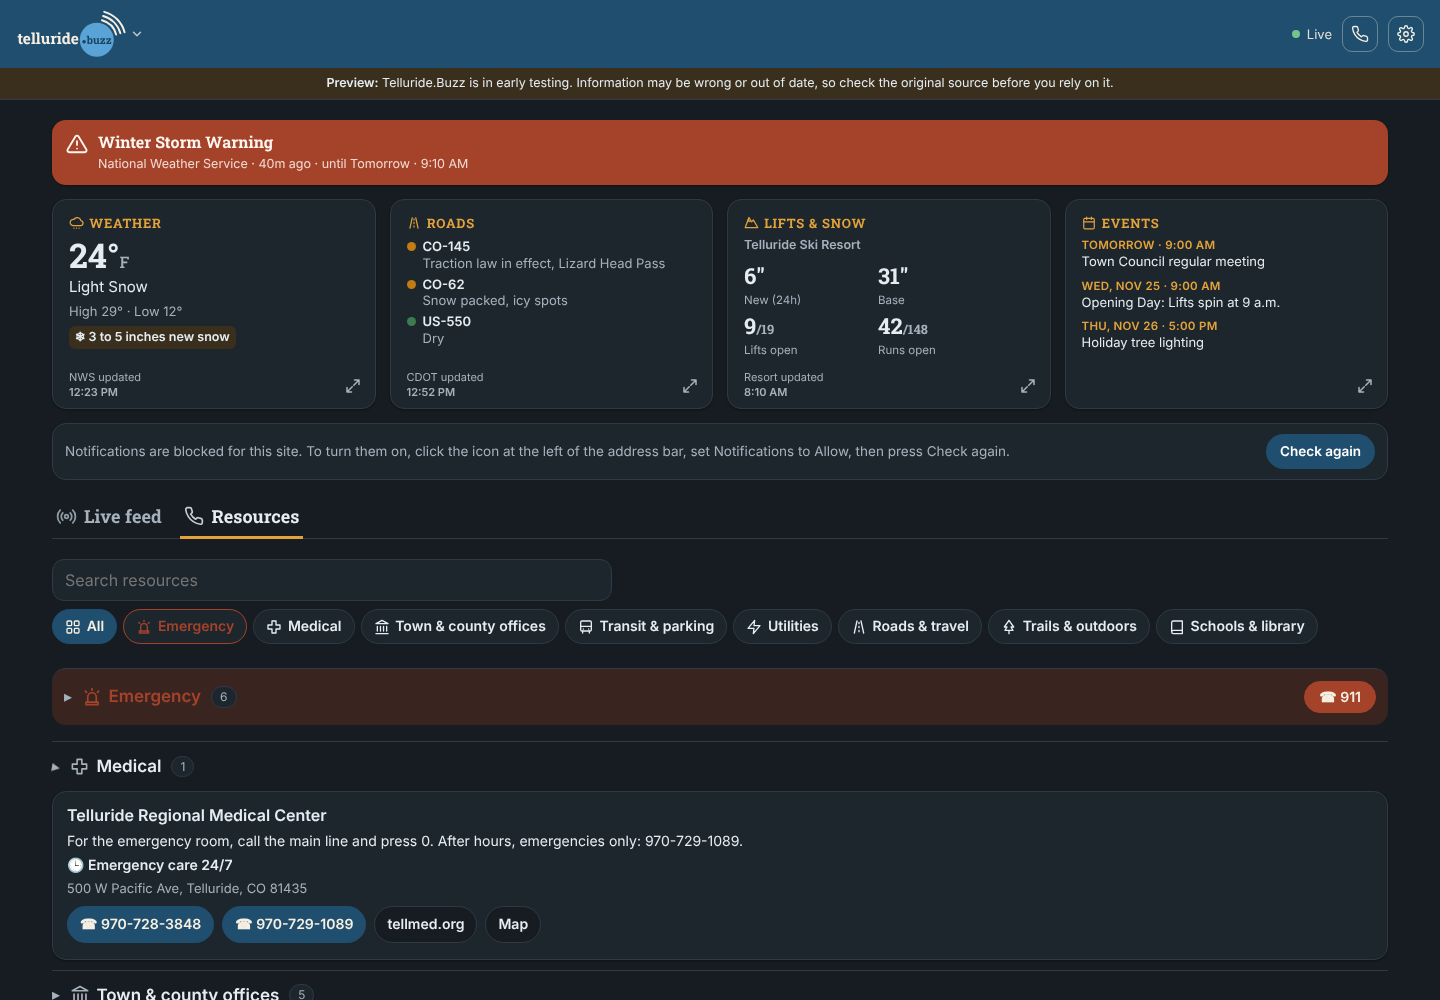 telluride.buzz
Live
Preview: Telluride.Buzz is in early testing. Information may be wrong or out of date, so check the original source before you rely on it.
Winter Storm Warning
National Weather Service · 40m ago · until Tomorrow · 9:10 AM
WEATHER
24°F
Light Snow
High 29° · Low 12°
❄ 3 to 5 inches new snow
NWS updated
12:23 PM
ROADS
CO-145
Traction law in effect, Lizard Head Pass
CO-62
Snow packed, icy spots
US-550
Dry
CDOT updated
12:52 PM
LIFTS & SNOW
Telluride Ski Resort
6" 31"
New (24h) Base
9/19 42/148
Lifts open Runs open
Resort updated
8:10 AM
EVENTS
TOMORROW · 9:00 AM
Town Council regular meeting
WED, NOV 25 · 9:00 AM
Opening Day: Lifts spin at 9 a.m.
THU, NOV 26 · 5:00 PM
Holiday tree lighting
Notifications are blocked for this site. To turn them on, click the icon at the left of the address bar, set Notifications to Allow, then press Check again.
Check again
Live feed Resources
Search resources
All Emergency Medical Town & county offices Transit & parking Utilities Roads & travel Trails & outdoors Schools & library
Emergency 6
☎ 911
Medical 1
Telluride Regional Medical Center
For the emergency room, call the main line and press 0. After hours, emergencies only: 970-729-1089.
Emergency care 24/7
500 W Pacific Ave, Telluride, CO 81435
☎ 970-728-3848 ☎ 970-729-1089 tellmed.org Map
Town & county offices 5